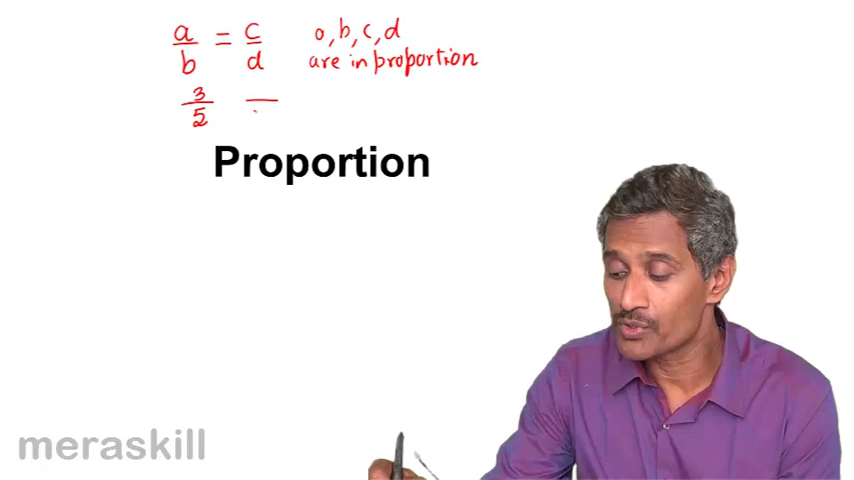 a/b = c/d a, b, c, d
are in proportion
3/5
Proportion
meraskill